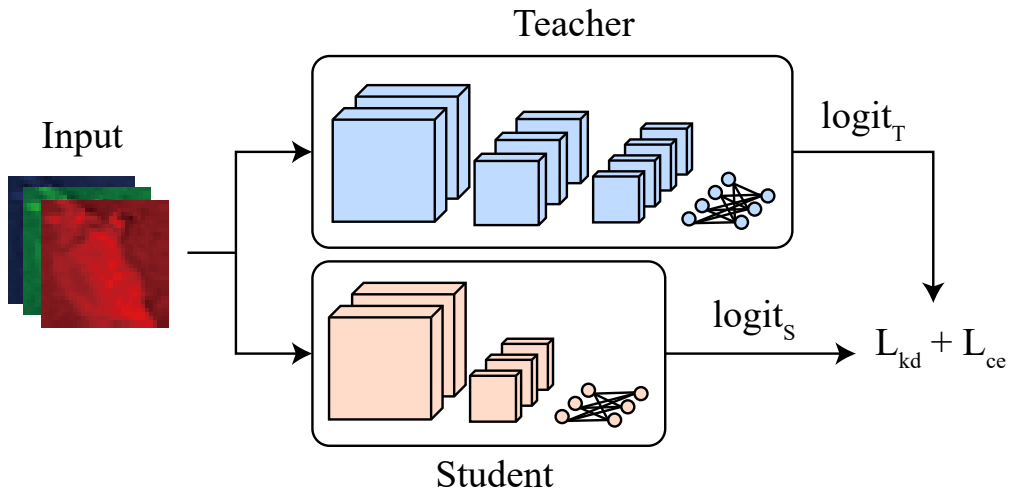 Teacher
Input
logit_T
logit_S
L_kd + L_ce
Student